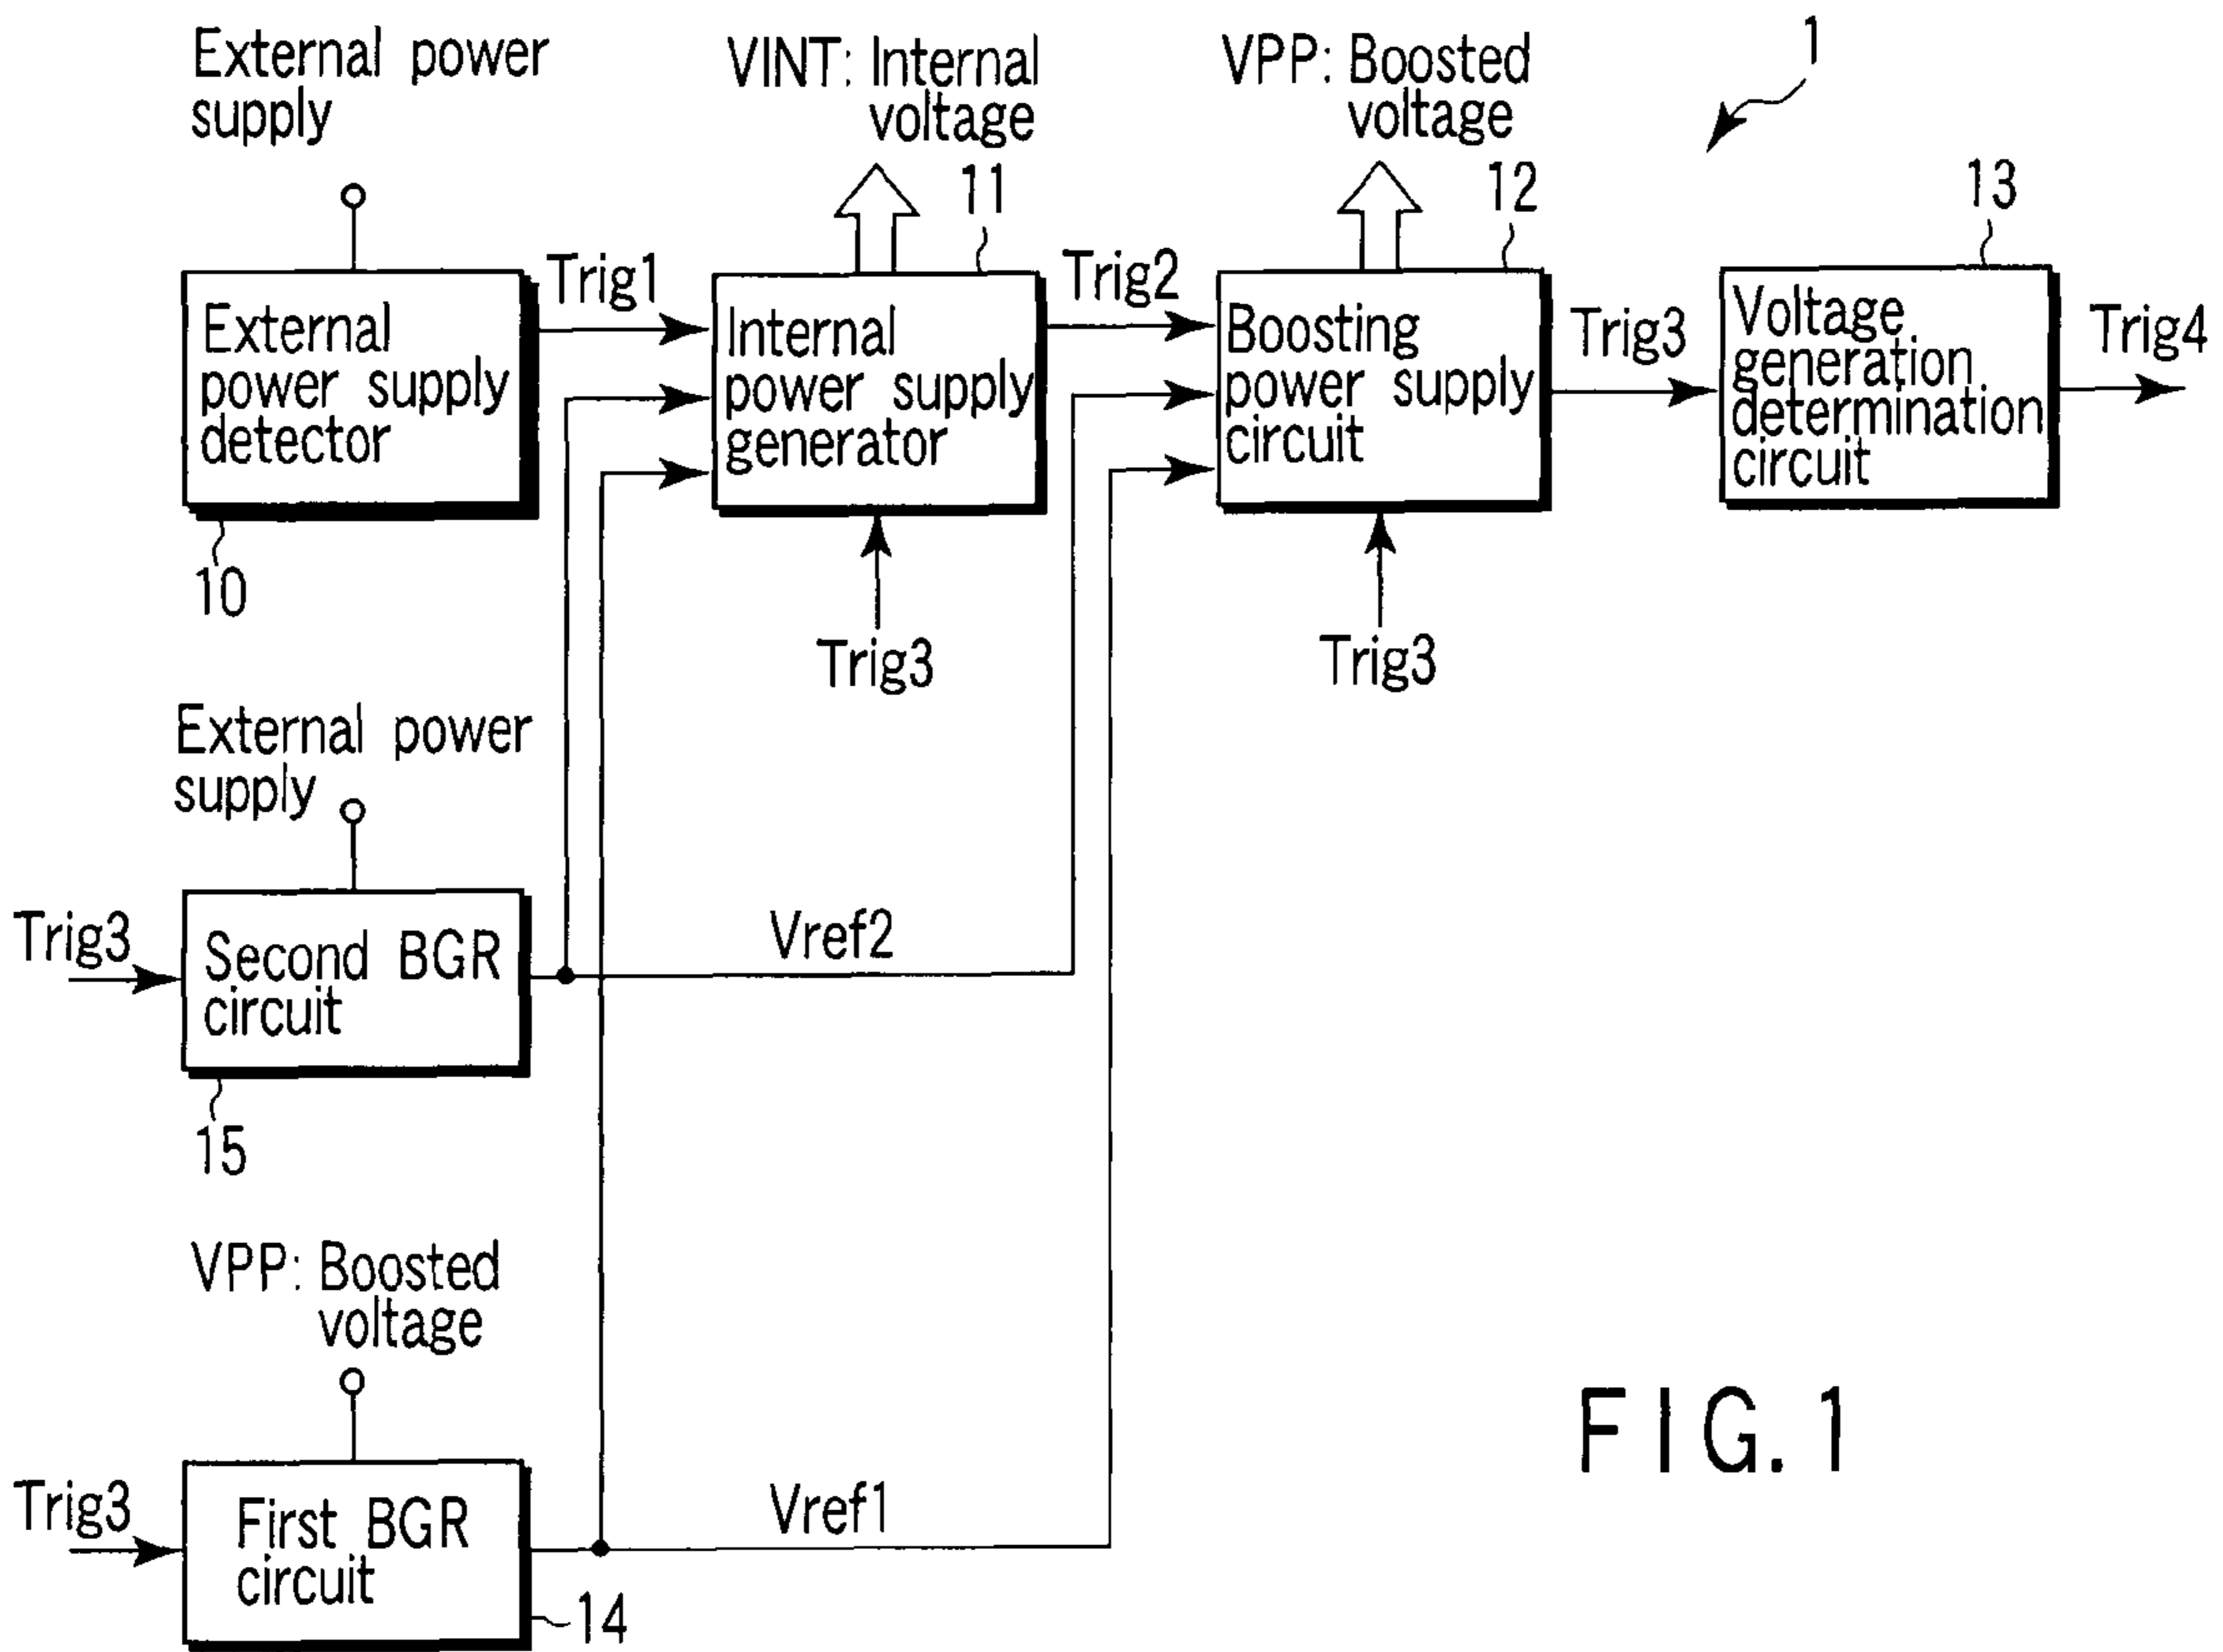 External power
supply
VINT: Internal
voltage
VPP: Boosted
voltage
1
11
12
13
Trig1
Trig2
Trig3
Trig4
External
power supply
detector
Internal
power supply
generator
Boosting
power supply
circuit
Voltage
generation
determination
circuit
10
Trig3
Trig3
External power
supply
Trig3
Second BGR
circuit
Vref2
15
VPP: Boosted
voltage
Trig3
First BGR
circuit
Vref1
14
FIG. 1